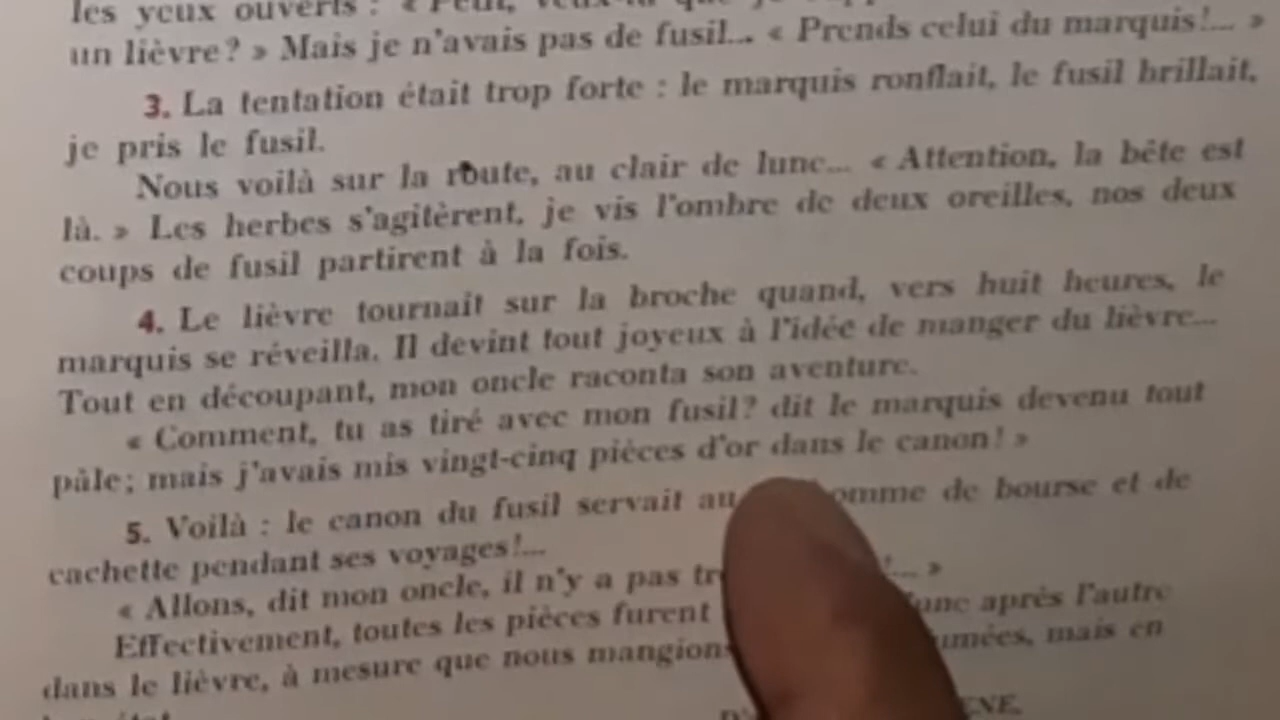 les yeux ouverts : «
un lièvre ? » Mais je n'avais pas de fusil... « Prends celui du marquis !... »
3. La tentation était trop forte : le marquis ronflait, le fusil brillait,
je pris le fusil.
Nous voilà sur la route, au clair de lune... « Attention, la bête est
là. » Les herbes s'agitèrent, je vis l'ombre de deux oreilles, nos deux
coups de fusil partirent à la fois.
4. Le lièvre tournait sur la broche quand, vers huit heures, le
marquis se réveilla. Il devint tout joyeux à l'idée de manger du lièvre...
Tout en découpant, mon oncle raconta son aventure.
« Comment, tu as tiré avec mon fusil ? dit le marquis devenu tout
pâle ; mais j'avais mis vingt-cinq pièces d'or dans le canon ! »
5. Voilà : le canon du fusil servait au de bourse et de
cachette pendant ses voyages !...
« Allons, dit mon oncle, il n'y a pas !... »
Effectivement, toutes les pièces furent après l'autre
dans le lièvre, à mesure que nous mais en